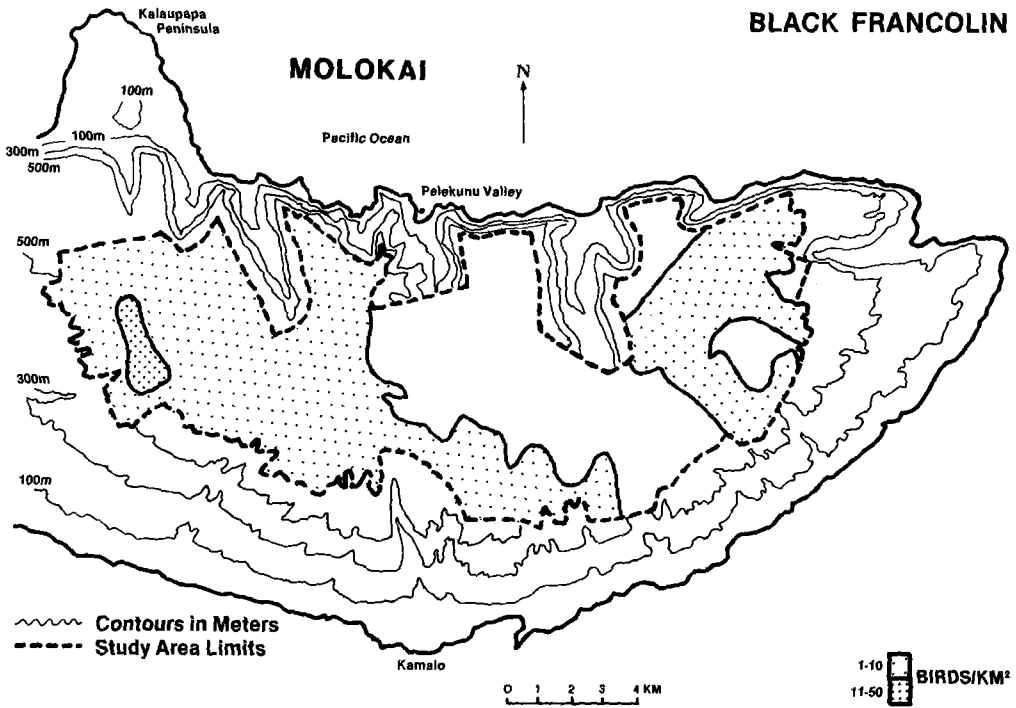 Kalaupapa
Peninsula
BLACK FRANCOLIN
MOLOKAI
N
100m
Pacific Ocean
100m
300m
500m
Pelekunu Valley
500m
300m
100m
Contours in Meters
Study Area Limits
Kamalo
0 1 2 3 4 KM
1-10
BIRDS/KM²
11-50